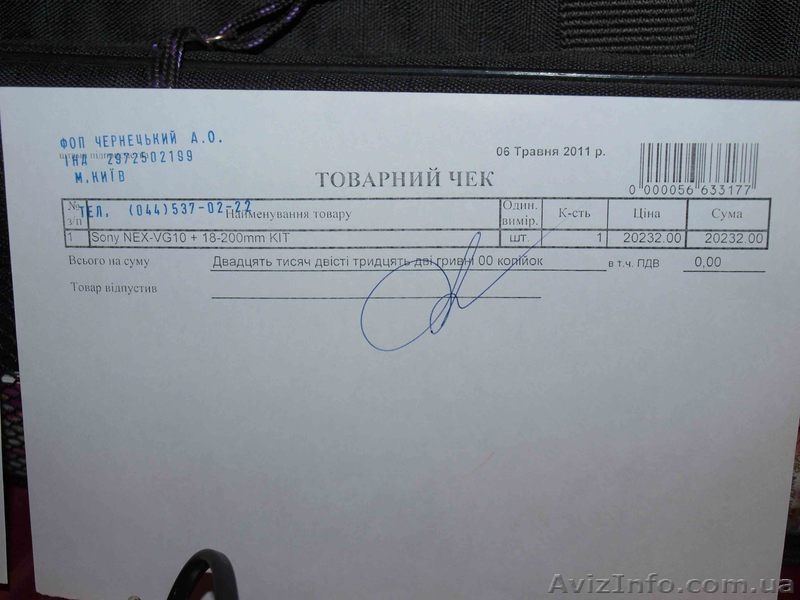 ФОП ЧЕРНЕЦЬКИЙ А.О.
ІНД 2972502199
М.КИЇВ
ТЕЛ. (044)537-02-22
06 Травня 2011 р.
0 000056 633177
ТОВАРНИЙ ЧЕК
№ з/п Найменування товару Один. вимір. К-сть Ціна Сума
1 Sony NEX-VG10 + 18-200mm KIT шт. 1 20232.00 20232.00
Всього на суму Двадцять тисяч двісті тридцять дві гривні 00 копійок в т.ч. ПДВ 0,00
Товар відпустив
AvizInfo.com.ua